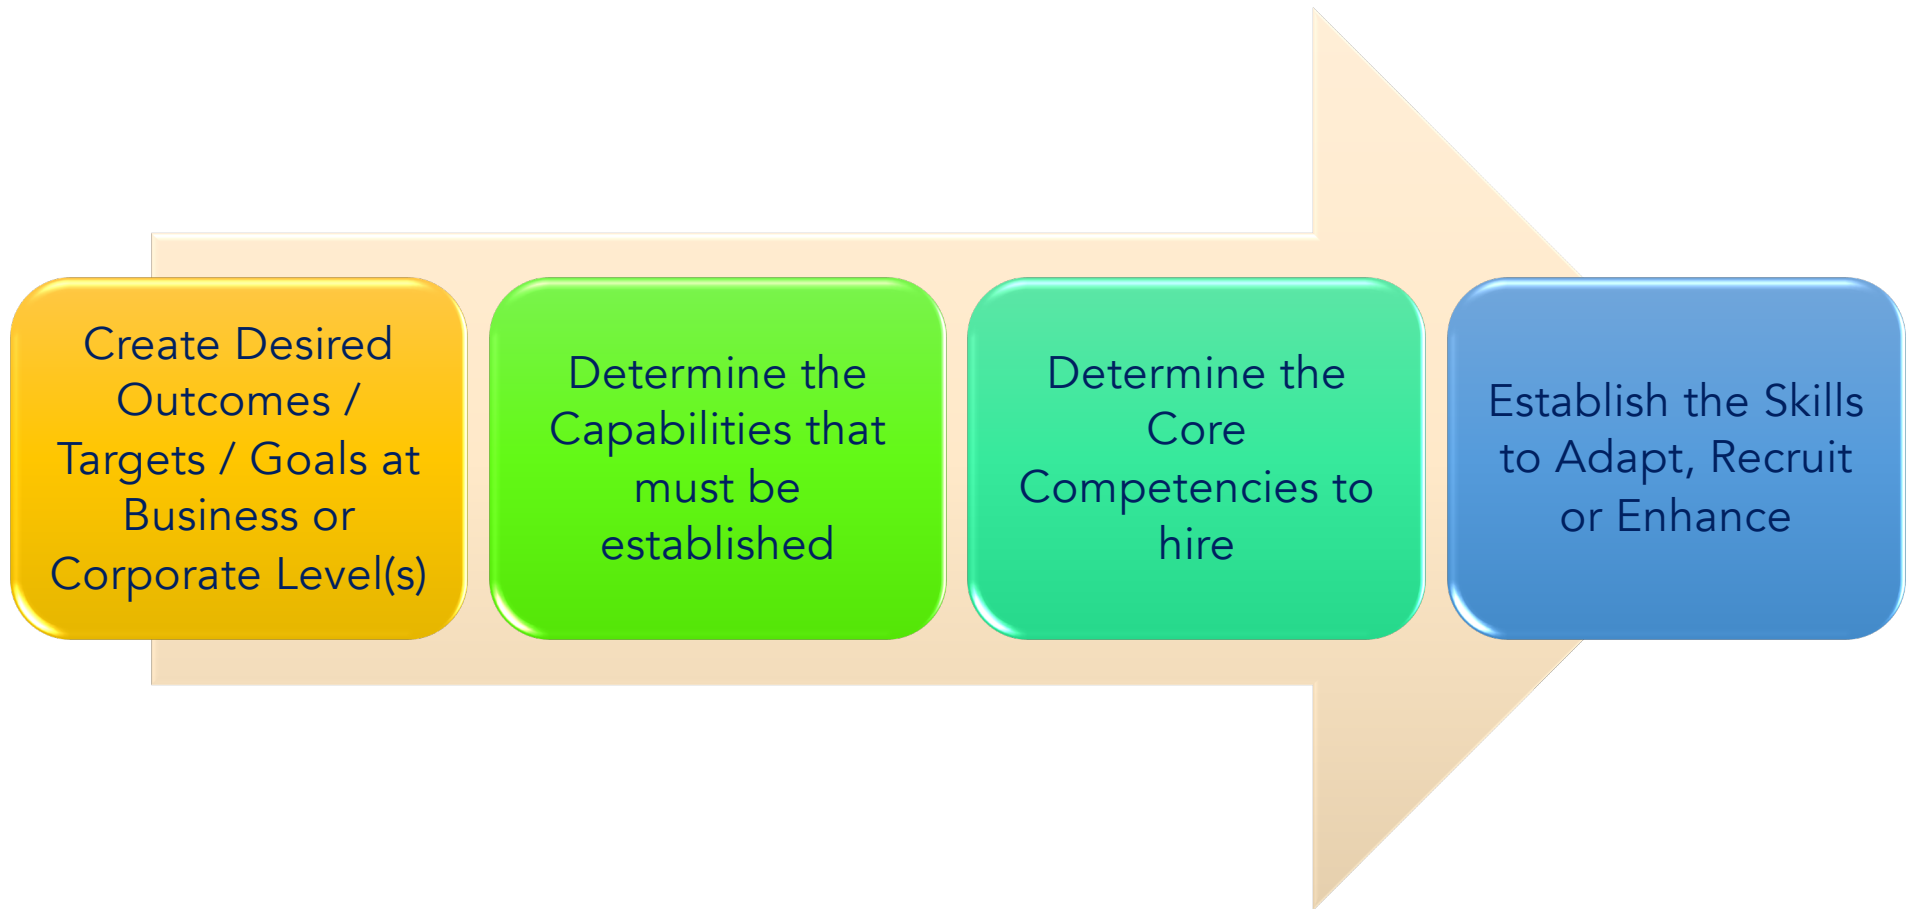 Create Desired
Outcomes /
Targets / Goals at
Business or
Corporate Level(s)
Determine the
Capabilities that
must be
established
Determine the
Core
Competencies to
hire
Establish the Skills
to Adapt, Recruit
or Enhance